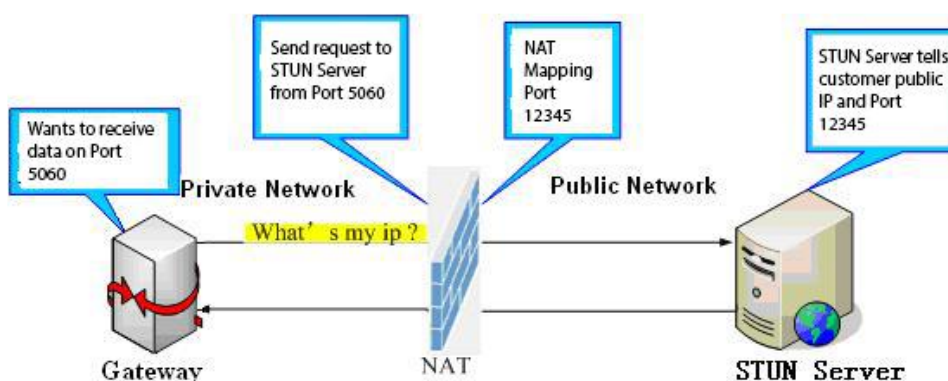 Send request to
STUN Server
from Port 5060
NAT
Mapping
Port
12345
STUN Server tells
customer public
IP and Port
12345
Wants to receive
data on Port
5060
Private Network
Public Network
What's my ip ?
Gateway
NAT
STUN Server